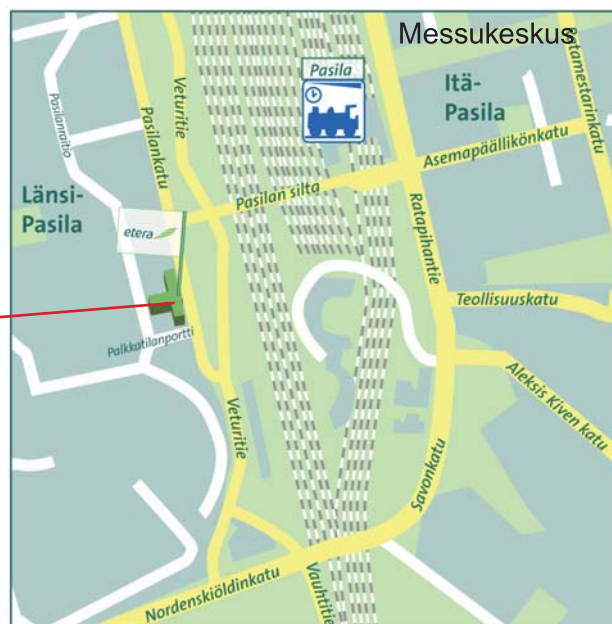 Messukeskus
Pasila
Itä-
Pasila
atamestarinkatu
Veturitie
Pasilanraitio
Pasilankatu
Asemapäällikönkatu
Länsi-
Pasila
Pasilan silta
etera
Ratapihantie
Teollisuuskatu
Palkkatilanportti
Aleksis Kiven katu
Veturitie
Savonkatu
Nordenskiöldinkatu
Vauhtitie